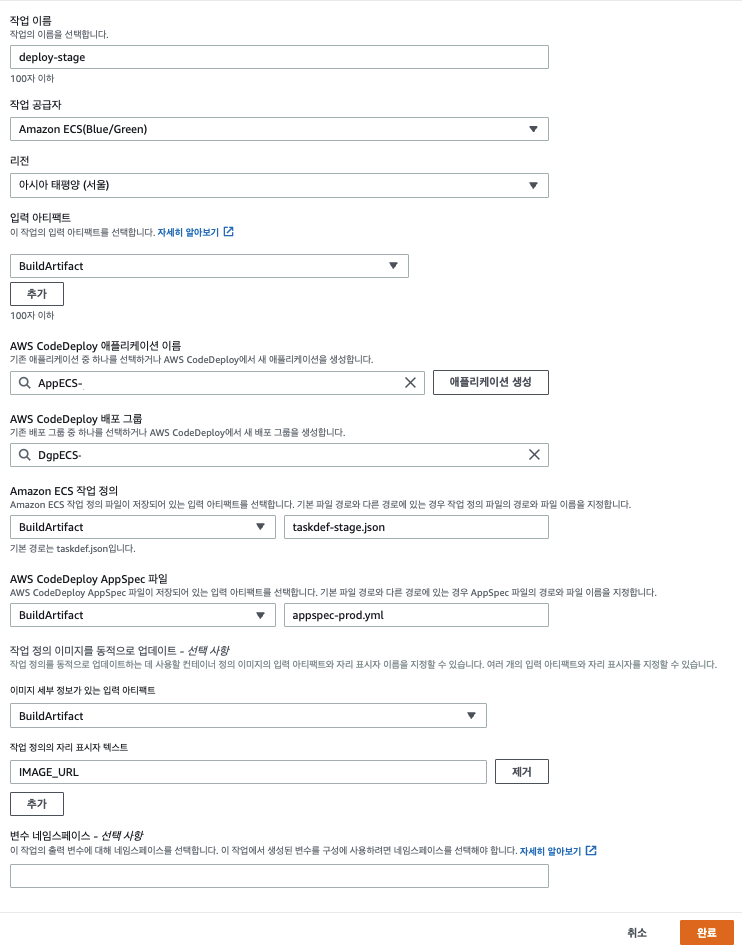 작업 이름
작업의 이름을 선택합니다.
deploy-stage
100자 이하
작업 공급자
Amazon ECS(Blue/Green)
리전
아시아 태평양 (서울)
입력 아티팩트
이 작업의 입력 아티팩트를 선택합니다. 자세히 알아보기
BuildArtifact
추가
100자 이하
AWS CodeDeploy 애플리케이션 이름
기존 애플리케이션 중 하나를 선택하거나 AWS CodeDeploy에서 새 애플리케이션을 생성합니다.
AppECS- 애플리케이션 생성
AWS CodeDeploy 배포 그룹
기존 배포 그룹 중 하나를 선택하거나 AWS CodeDeploy에서 새 배포 그룹을 생성합니다.
DgpECS-
Amazon ECS 작업 정의
Amazon ECS 작업 정의 파일이 저장되어 있는 입력 아티팩트를 선택합니다. 기본 파일 경로와 다른 경로에 있는 경우 작업 정의 파일의 경로와 파일 이름을 지정합니다.
BuildArtifact taskdef-stage.json
기본 경로는 taskdef.json입니다.
AWS CodeDeploy AppSpec 파일
AWS CodeDeploy AppSpec 파일이 저장되어 있는 입력 아티팩트를 선택합니다. 기본 파일 경로와 다른 경로에 있는 경우 AppSpec 파일의 경로와 파일 이름을 지정합니다.
BuildArtifact appspec-prod.yml
작업 정의 이미지를 동적으로 업데이트 - 선택 사항
작업 정의를 동적으로 업데이트하는 데 사용할 컨테이너 정의 이미지의 입력 아티팩트와 자리 표시자 이름을 지정할 수 있습니다. 여러 개의 입력 아티팩트와 자리 표시자를 지정할 수 있습니다.
이미지 세부 정보가 있는 입력 아티팩트
BuildArtifact
작업 정의의 자리 표시자 텍스트
IMAGE_URL 제거
추가
변수 네임스페이스 - 선택 사항
이 작업의 출력 변수에 대해 네임스페이스를 선택합니다. 이 작업에서 생성된 변수를 구성에 사용하려면 네임스페이스를 선택해야 합니다. 자세히 알아보기
취소 완료